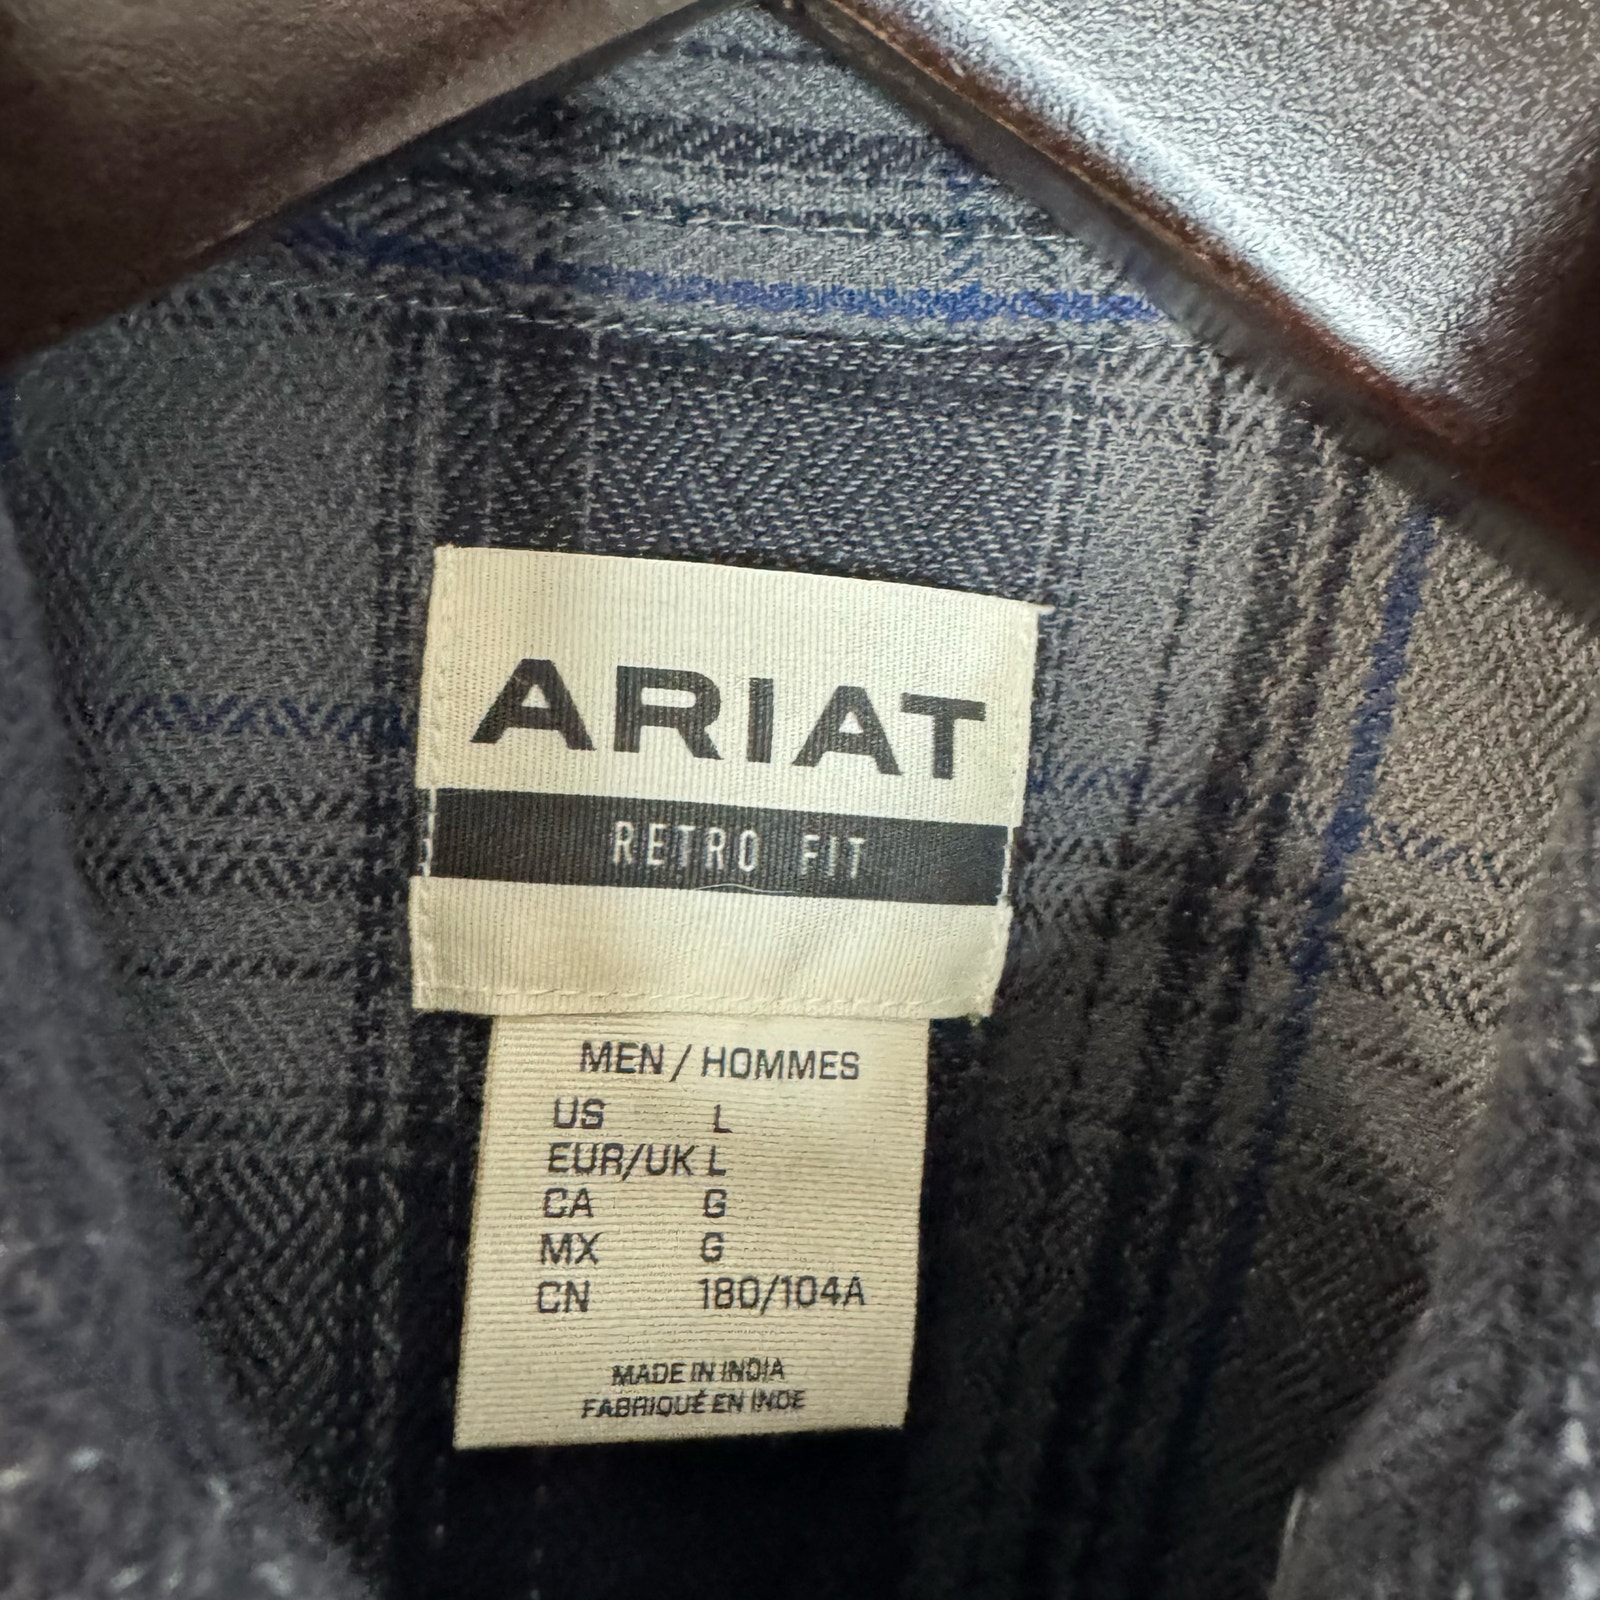 ARIAT
RETRO FIT
MEN / HOMMES
US L
EUR/UK L
CA G
MX G
CN 180/104A
MADE IN INDIA
FABRIQUÉ EN INDE